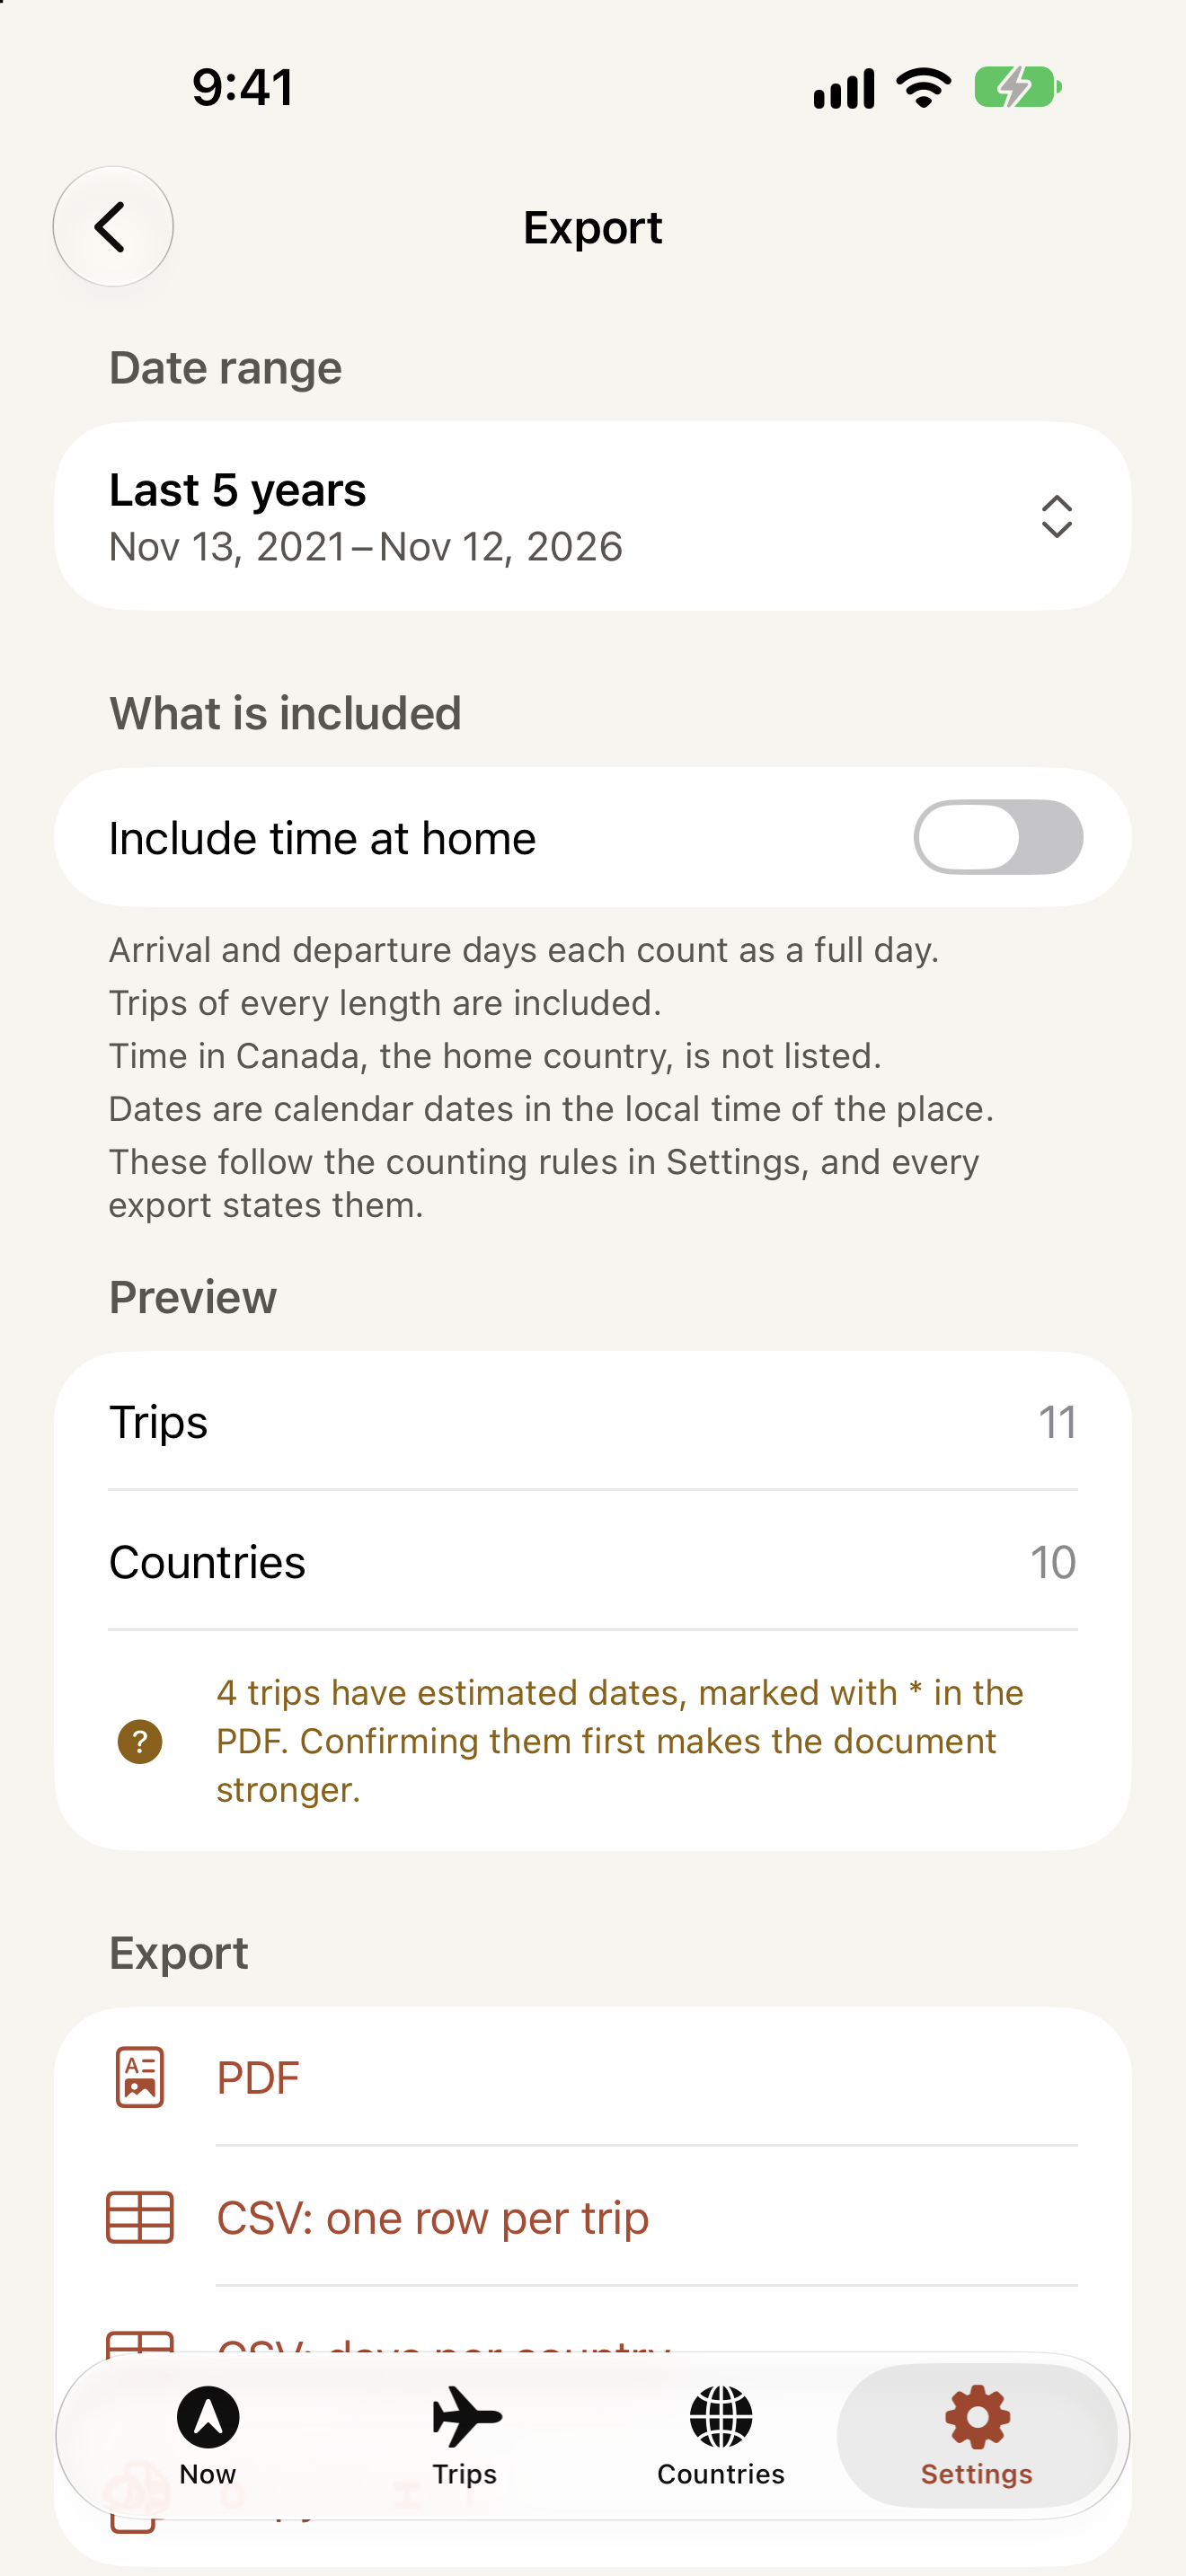 9:41
Export
Date range
Last 5 years
Nov 13, 2021 – Nov 12, 2026
What is included
Include time at home
Arrival and departure days each count as a full day.
Trips of every length are included.
Time in Canada, the home country, is not listed.
Dates are calendar dates in the local time of the place.
These follow the counting rules in Settings, and every
export states them.
Preview
Trips 11
Countries 10
4 trips have estimated dates, marked with * in the
PDF. Confirming them first makes the document
stronger.
Export
PDF
CSV: one row per trip
CSV: days per country
Now Trips Countries Settings